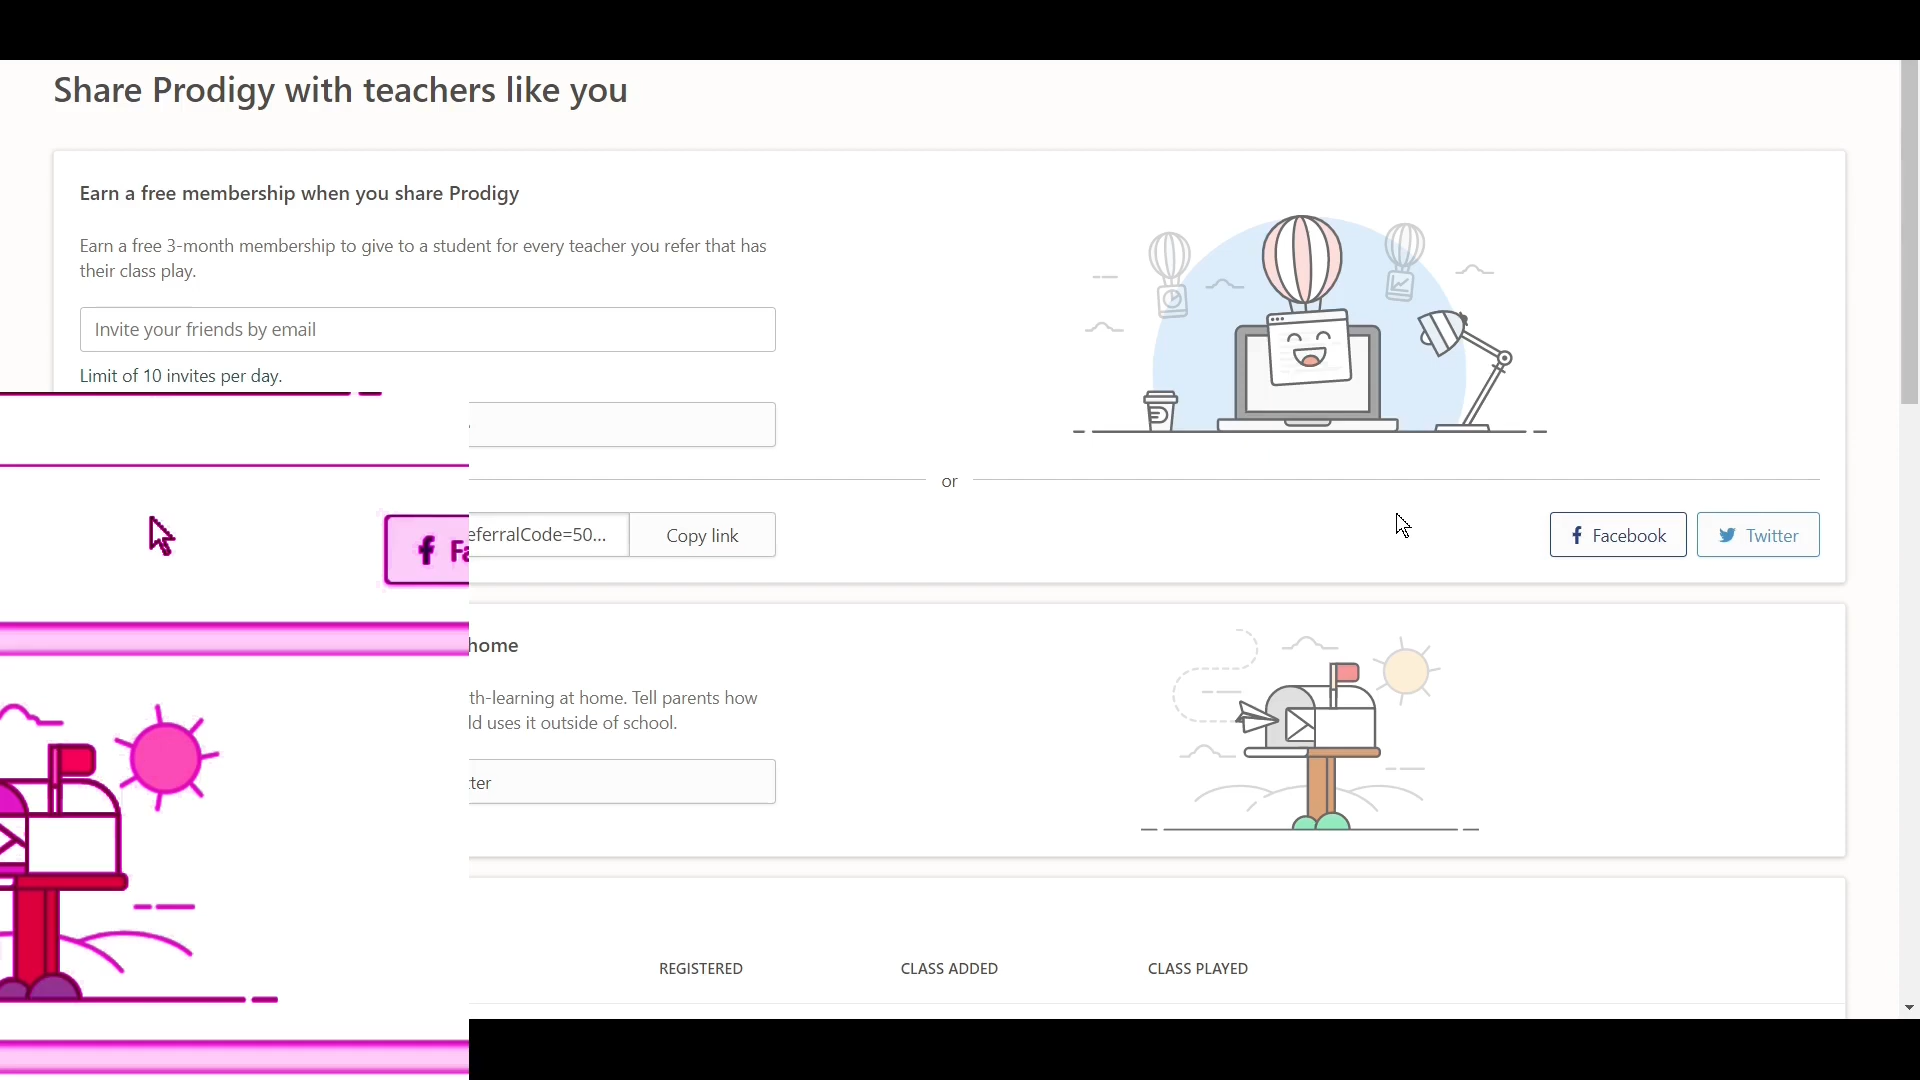 Share Prodigy with teachers like you
Earn a free membership when you share Prodigy
Earn a free 3-month membership to give to a student for every teacher you refer that has
their class play.
Invite your friends by email
Limit of 10 invites per day.
or
eferralCode=50...
Copy link
Facebook
Twitter
Fa
home
th-learning at home. Tell parents how
ld uses it outside of school.
tter
REGISTERED
CLASS ADDED
CLASS PLAYED